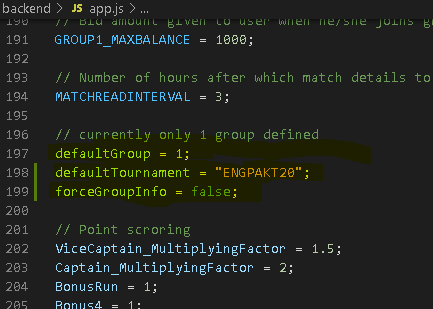 backend > JS app.js > ...
190 // Bid amount given to user when he/she joins g
191 GROUP1_MAXBALANCE = 1000;
192
193 // Number of hours after which match details to
194 MATCHREADINTERVAL = 3;
195
196 // currently only 1 group defined
197 defaultGroup = 1;
198 defaultTournament = "ENGPAKT20";
199 forceGroupInfo = false;
200
201 // Point scroring
202 ViceCaptain_MultiplyingFactor = 1.5;
203 Captain_MultiplyingFactor = 2;
204 BonusRun = 1;
205 Bonus4 = 1;